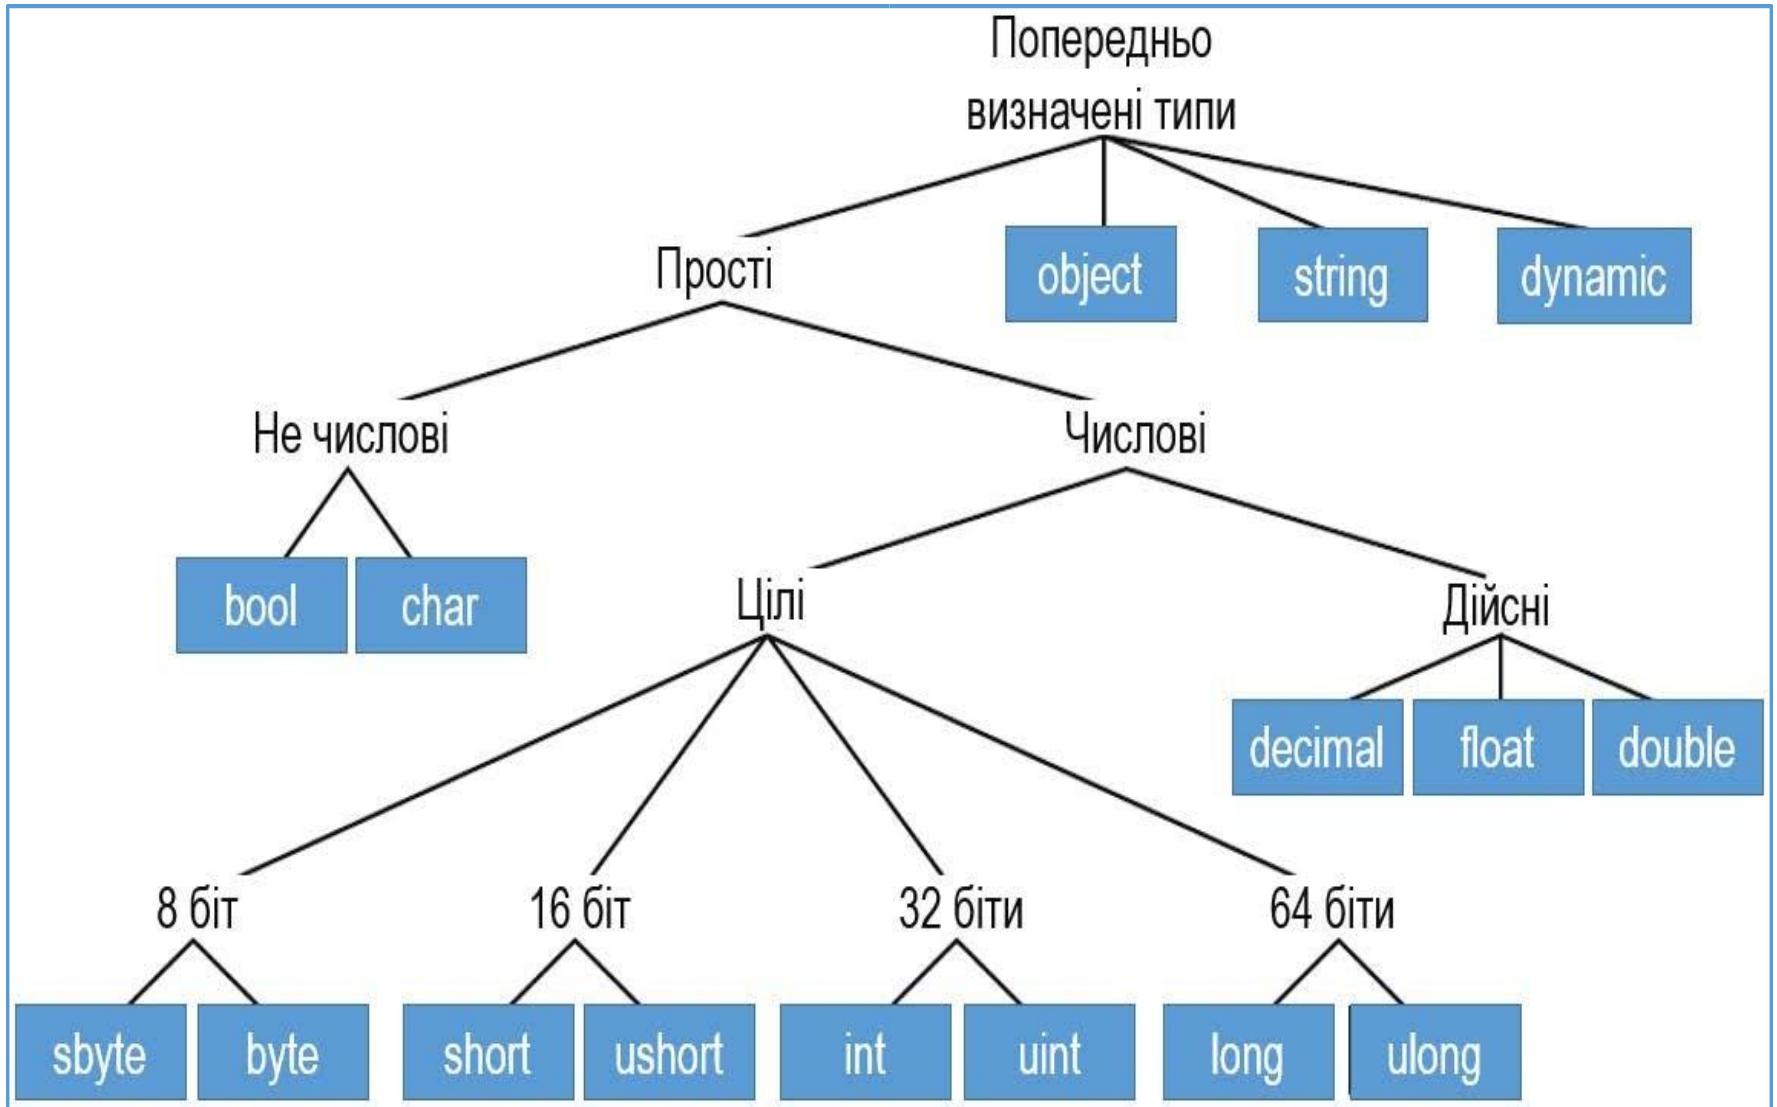 Попередньо
визначені типи
Прості
object
string
dynamic
Не числові
Числові
bool
char
Цілі
Дійсні
decimal
float
double
8 біт
16 біт
32 біти
64 біти
sbyte
byte
short
ushort
int
uint
long
ulong